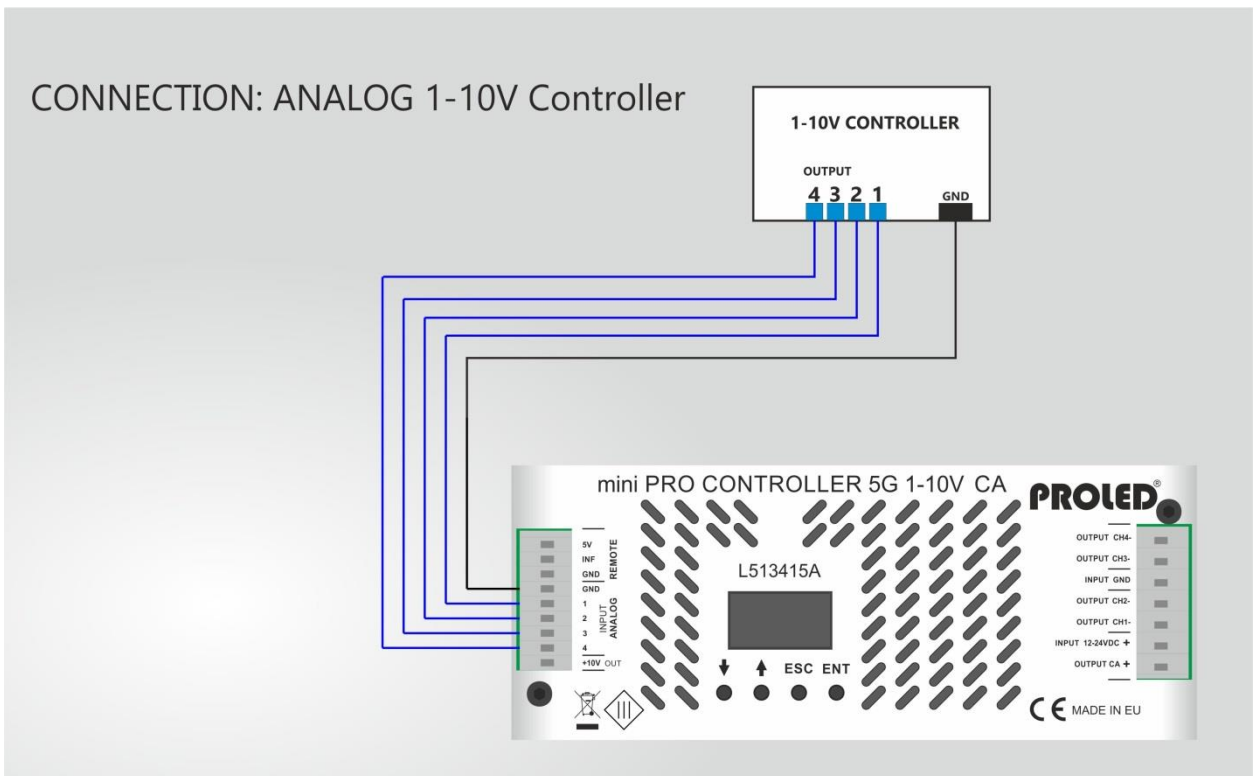 CONNECTION: ANALOG 1-10V Controller
1-10V CONTROLLER
OUTPUT
4 3 2 1
GND
mini PRO CONTROLLER 5G 1-10V CA
PROLED®
L513415A
5V
INF
GND
REMOTE
GND
1
2
3
4
INPUT
ANALOG
+10V OUT
ESC ENT
OUTPUT CH4-
OUTPUT CH3-
INPUT GND
OUTPUT CH2-
OUTPUT CH1-
INPUT 12-24VDC +
OUTPUT CA +
III
CE MADE IN EU